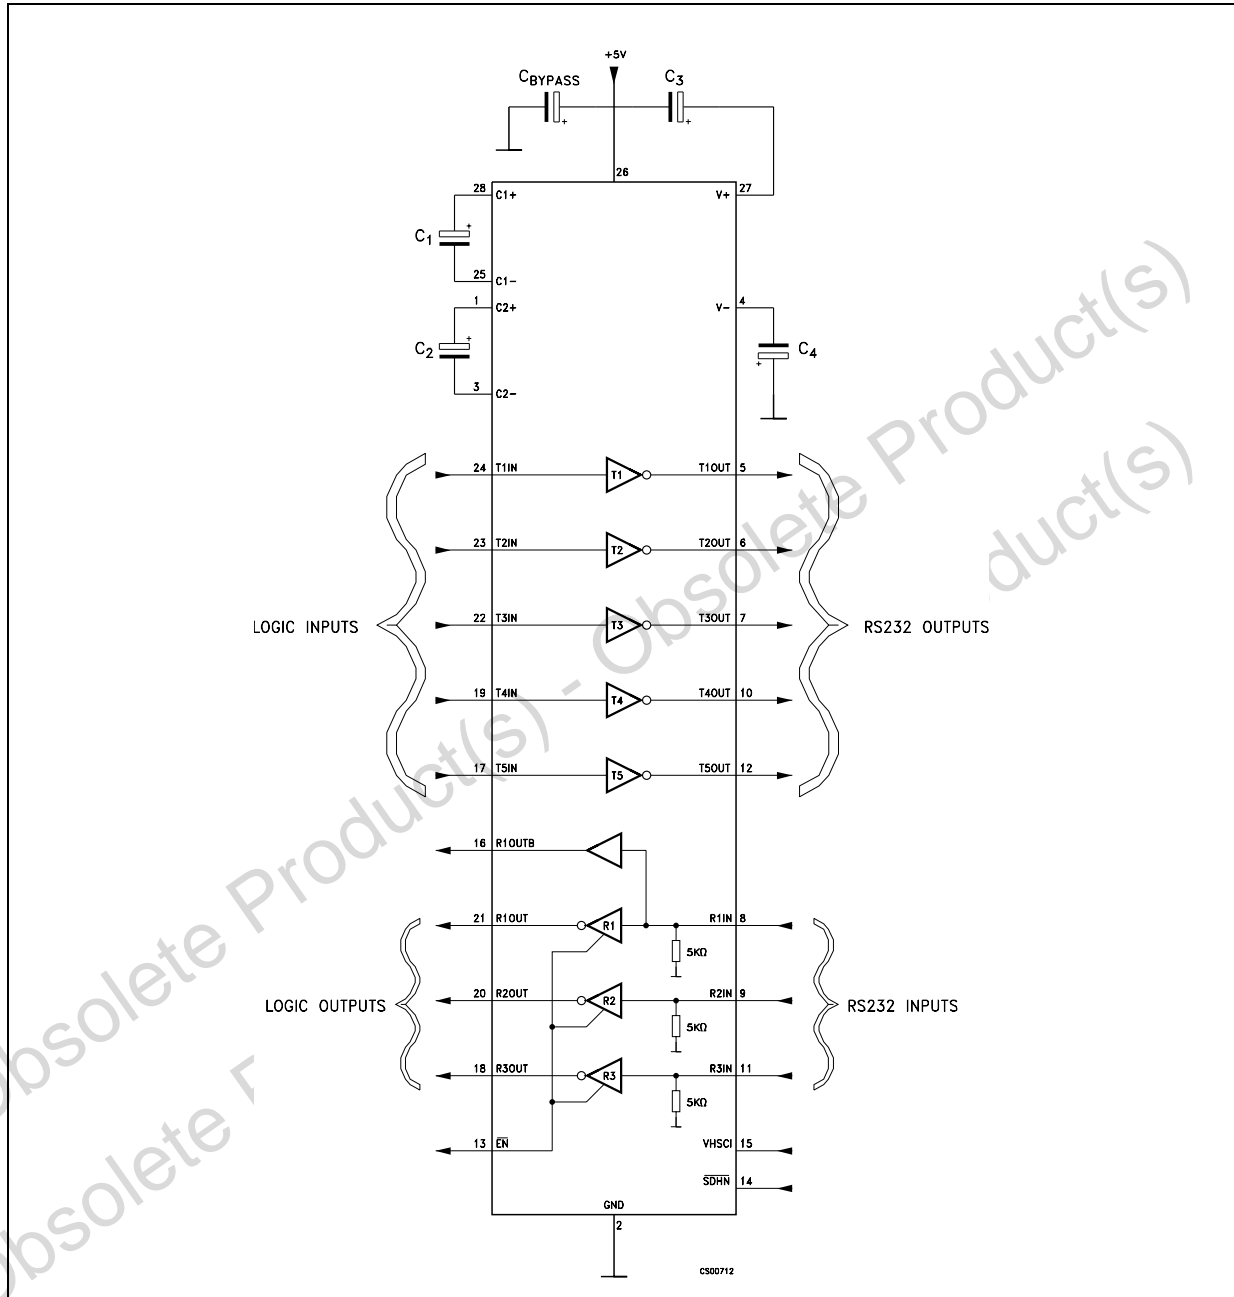 +5V
CBYPASS
C3
26
28 C1+
V+ 27
C1
25 C1-
1 C2+
V- 4
C2
C4
3 C2-
24 T1IN T1 T1OUT 5
23 T2IN T2 T2OUT 6
LOGIC INPUTS
22 T3IN T3 T3OUT 7
RS232 OUTPUTS
19 T4IN T4 T4OUT 10
17 T5IN T5 T5OUT 12
16 R1OUTB
21 R1OUT R1 R1IN 8
5KΩ
20 R2OUT R2 R2IN 9
LOGIC OUTPUTS
RS232 INPUTS
5KΩ
18 R3OUT R3 R3IN 11
5KΩ
13 EN
VHSCI 15
SDHN 14
GND
2
CS00712
Obsolete Product(s) - Obsolete Product(s)